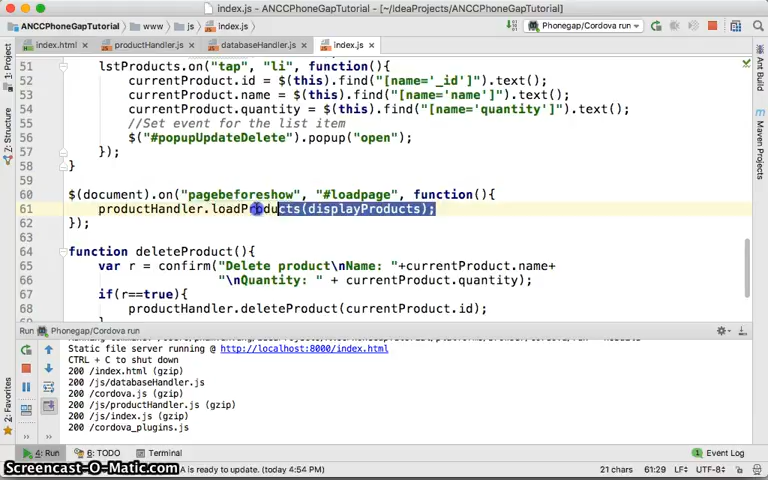 index.js - ANCCPhoneGapTutorial - [~/IdeaProjects/ANCCPhoneGapTutorial]
ANCCPhoneGapTutorial www js index.js Phonegap/Cordova run
index.html productHandler.js databaseHandler.js index.js
1: Project
7: Structure
2: Favorites
51 lstProducts.on("tap", "li", function(){
52 currentProduct.id = $(this).find("[name='_id']").text();
53 currentProduct.name = $(this).find("[name='name']").text();
54 currentProduct.quantity = $(this).find("[name='quantity']").text();
55 //Set event for the list item
56 $("#popupUpdateDelete").popup("open");
57 });
58 }
59
60 $(document).on("pagebeforeshow", "#loadpage", function(){
61 productHandler.loadProducts(displayProducts);
62 });
63
64 function deleteProduct(){
65 var r = confirm("Delete product\nName: "+currentProduct.name+
66 "\nQuantity: " + currentProduct.quantity);
67 if(r==true){
68 productHandler.deleteProduct(currentProduct.id);
Ant Build
Maven Projects
Run Phonegap/Cordova run
Static file server running @ http://localhost:8000/index.html
CTRL + C to shut down
200 /index.html (gzip)
200 /js/databaseHandler.js
200 /cordova.js (gzip)
200 /js/productHandler.js (gzip)
200 /js/index.js (gzip)
200 /cordova_plugins.js
4: Run 6: TODO Terminal Event Log
Screencast-O-Matic.com
A is ready to update. (today 4:54 PM) 21 chars 61:29 LF UTF-8